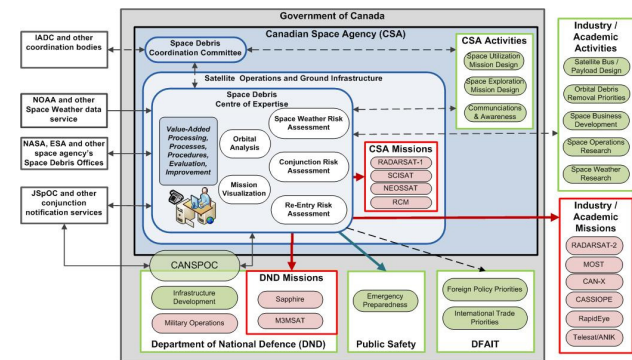 Government of Canada
Canadian Space Agency (CSA)
IADC and other
coordination bodies
Space Debris
Coordination Committee
CSA Activities
Space Utilization
Mission Design
Space Exploration
Mission Design
Communciations
& Awareness
Industry /
Academic
Activities
Satellite Bus /
Payload Design
Orbital Debris
Removal Priorities
Space Business
Development
Space Operations
Research
Space Weather
Research
Satellite Operations and Ground Infrastructure
Space Debris
Centre of Expertise
NOAA and other
Space Weather data
service
NASA, ESA and other
space agency's
Space Debris Offices
JSpOC and other
conjunction
notification services
Value-Added
Processing,
Processes,
Procedures,
Evaluation,
Improvement
Orbital
Analysis
Mission
Visualization
Space Weather Risk
Assessment
Conjunction Risk
Assessment
Re-Entry Risk
Assessment
CSA Missions
RADARSAT-1
SCISAT
NEOSSAT
RCM
Industry /
Academic
Missions
RADARSAT-2
MOST
CAN-X
CASSIOPE
RapidEye
Telesat/ANIK
CANSPOC
Infrastructure
Development
Military Operations
DND Missions
Sapphire
M3MSAT
Department of National Defence (DND)
Emergency
Preparedness
Public Safety
Foreign Policy Priorities
International Trade
Priorities
DFAIT